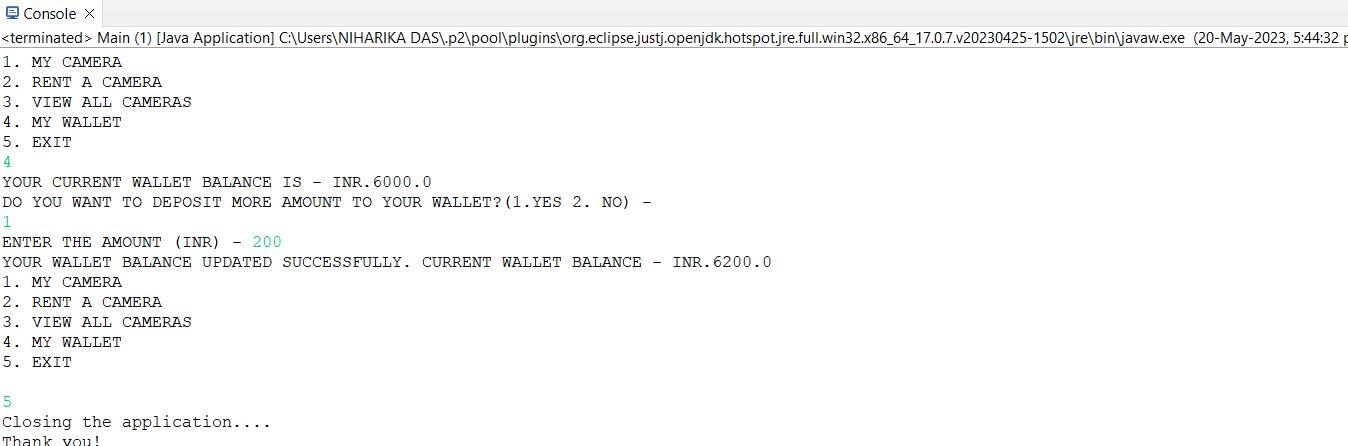 Console
<terminated> Main (1) [Java Application] C:\Users\NIHARIKA DAS\.p2\pool\plugins\org.eclipse.justj.openjdk.hotspot.jre.full.win32.x86_64_17.0.7.v20230425-1502\jre\bin\javaw.exe (20-May-2023, 5:44:32 p
1. MY CAMERA
2. RENT A CAMERA
3. VIEW ALL CAMERAS
4. MY WALLET
5. EXIT
4
YOUR CURRENT WALLET BALANCE IS - INR.6000.0
DO YOU WANT TO DEPOSIT MORE AMOUNT TO YOUR WALLET?(1.YES 2. NO) -
1
ENTER THE AMOUNT (INR) - 200
YOUR WALLET BALANCE UPDATED SUCCESSFULLY. CURRENT WALLET BALANCE - INR.6200.0
1. MY CAMERA
2. RENT A CAMERA
3. VIEW ALL CAMERAS
4. MY WALLET
5. EXIT
5
Closing the application....
Thank you!